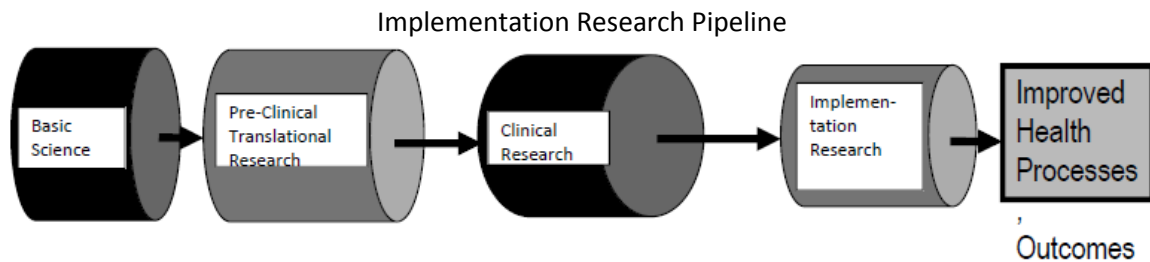 Implementation Research Pipeline
Basic
Science
Pre-Clinical
Translational
Research
Clinical
Research
Implemen-
tation
Research
Improved
Health
Processes
,
Outcomes